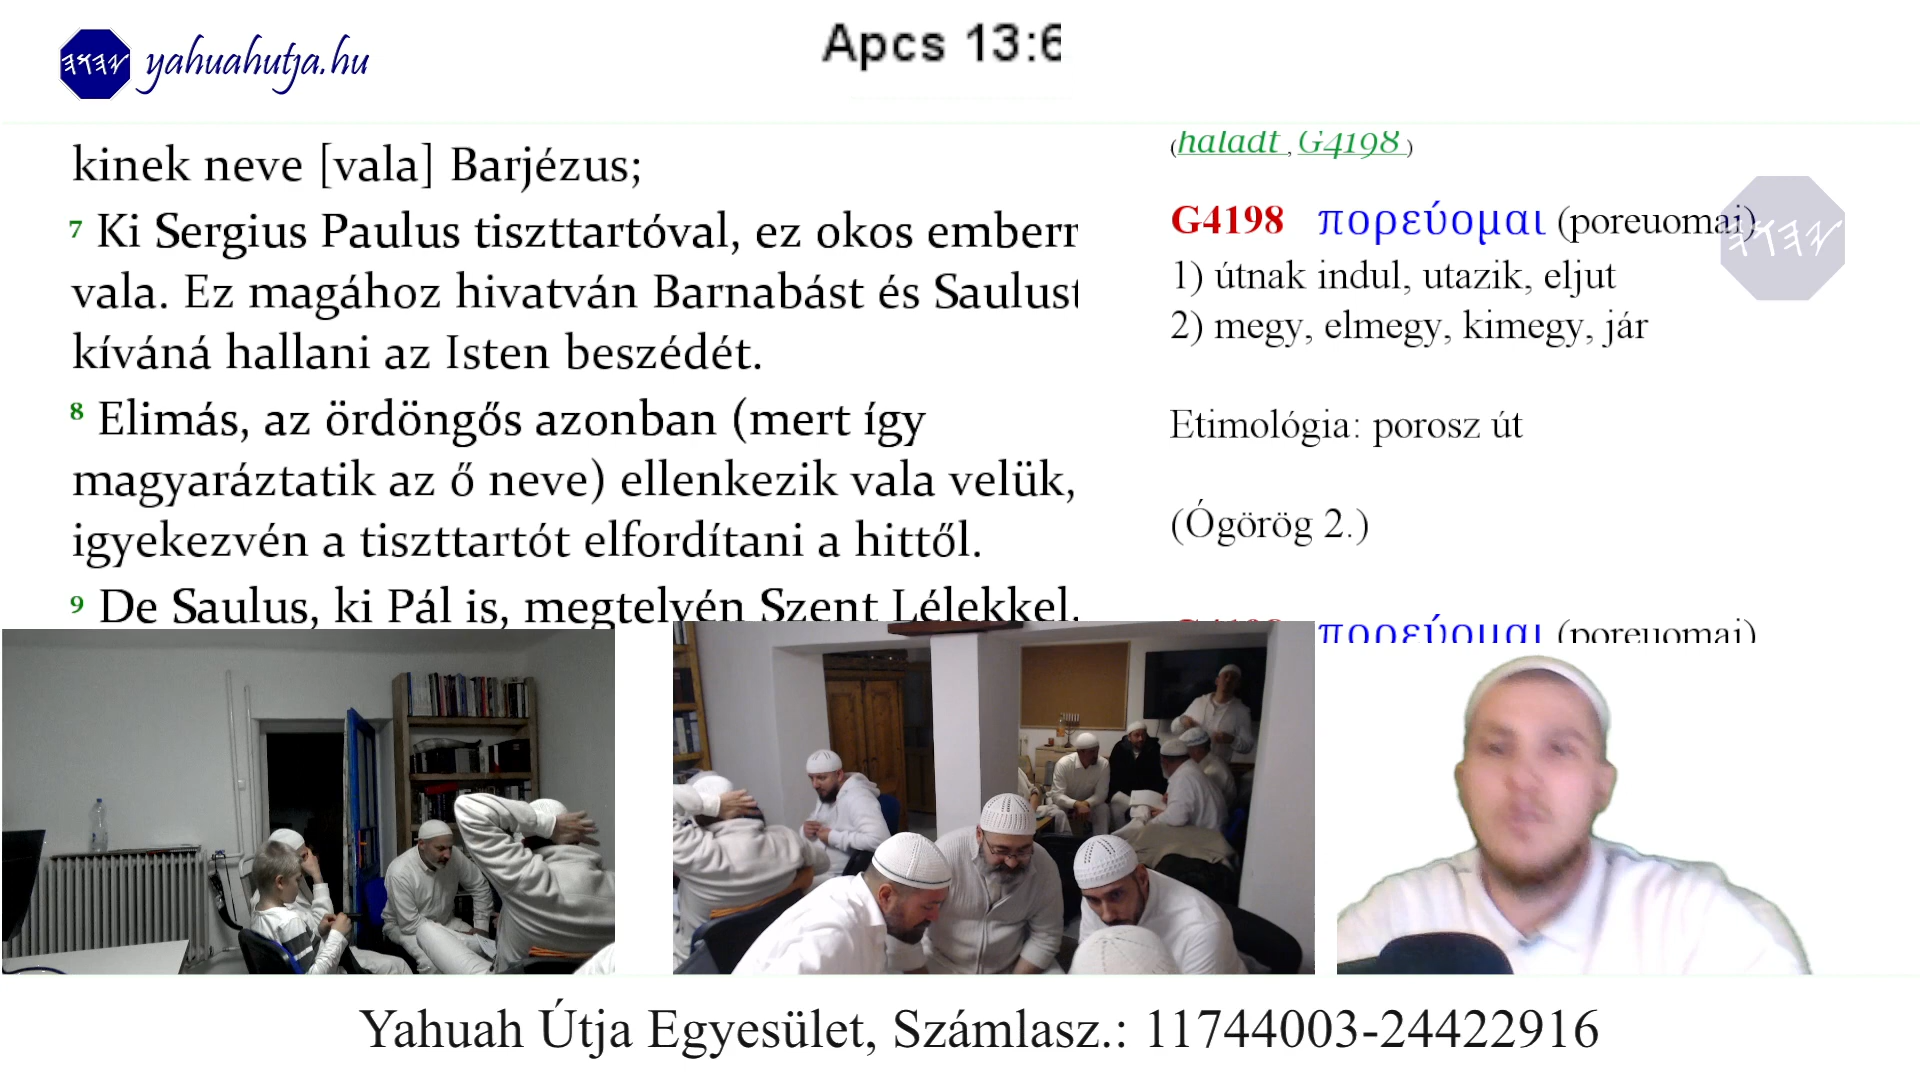 yahuahutja.hu
Apcs 13:6
kinek neve [vala] Barjézus;
7 Ki Sergius Paulus tiszttartóval, ez okos emberr
vala. Ez magához hivatván Barnabást és Saulust
kíváná hallani az Isten beszédét.
8 Elimás, az ördöngős azonban (mert így
magyaráztatik az ő neve) ellenkezik vala velük,
igyekezvén a tiszttartót elfordítani a hittől.
9 De Saulus, ki Pál is, megtelvén Szent Lélekkel,
(haladt , G4198 )
G4198 πορεύομαι (poreuomai)
1) útnak indul, utazik, eljut
2) megy, elmegy, kimegy, jár
Etimológia: porosz út
(Ógörög 2.)
G4198 πορεύομαι (poreuomai)
Yahuah Útja Egyesület, Számlasz.: 11744003-24422916